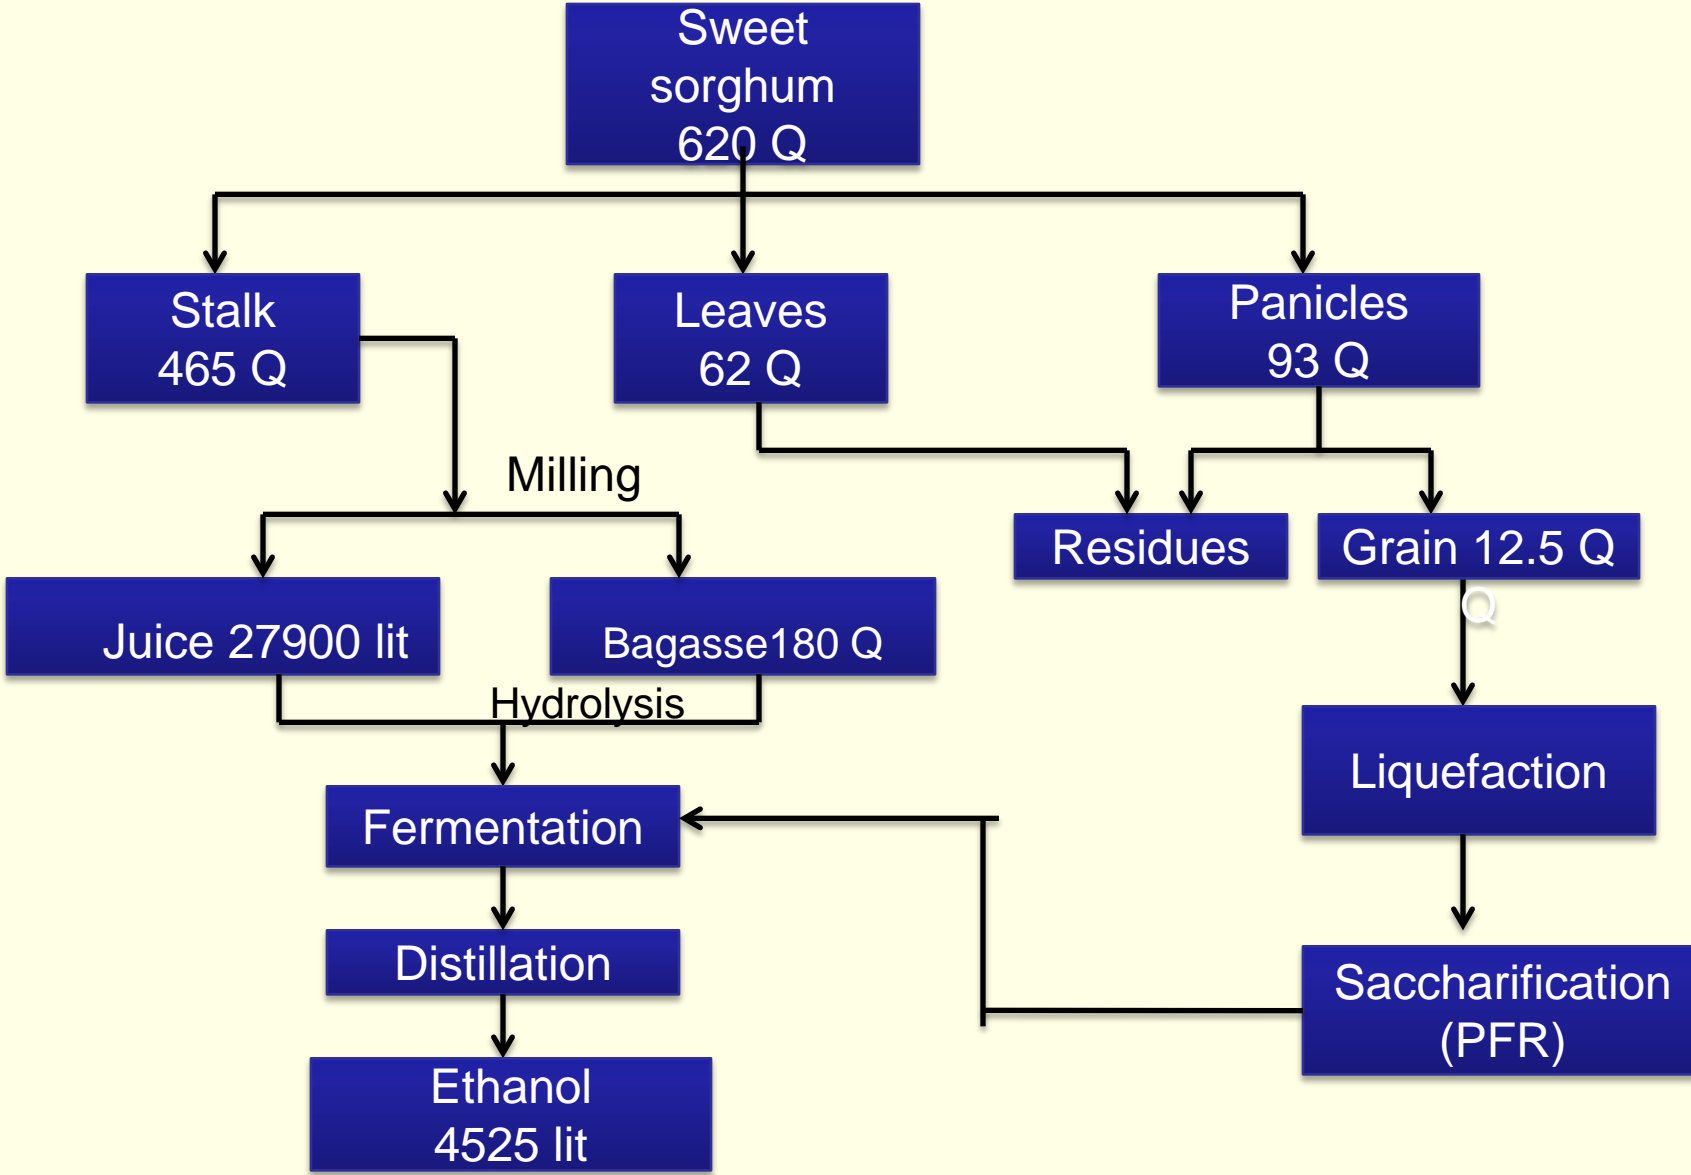 Sweet
sorghum
620 Q
Stalk
465 Q
Leaves
62 Q
Panicles
93 Q
Milling
Residues
Grain 12.5 Q
Q
Juice 27900 lit
Bagasse180 Q
Hydrolysis
Liquefaction
Fermentation
Distillation
Saccharification
(PFR)
Ethanol
4525 lit